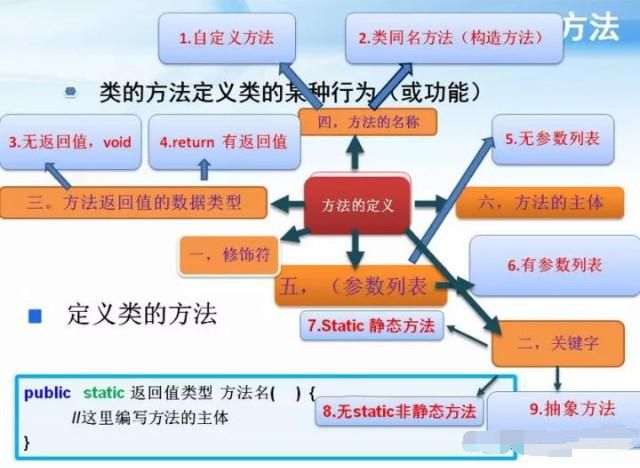 方法
1.自定义方法
2.类同名方法（构造方法）
类的方法定义类的某种行为（或功能）
3.无返回值，void
4.return 有返回值
四，方法的名称
5.无参数列表
三。方法返回值的数据类型
方法的定义
六，方法的主体
一，修饰符
五，（参数列表
6.有参数列表
定义类的方法
7.Static 静态方法
二，关键字
public static 返回值类型 方法名( ) {
//这里编写方法的主体
}
8.无static非静态方法
9.抽象方法